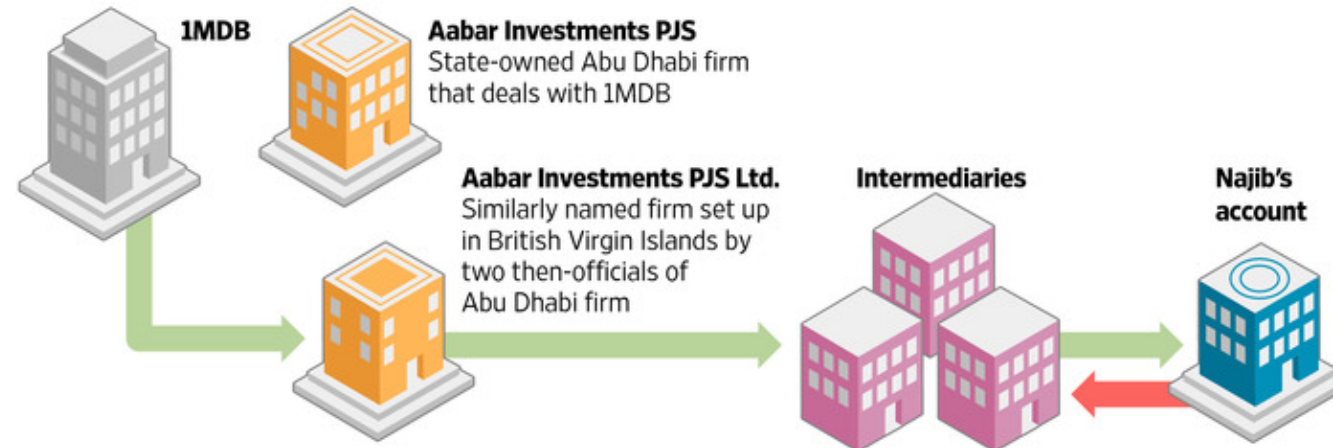 1MDB
Aabar Investments PJS
State-owned Abu Dhabi firm
that deals with 1MDB
Aabar Investments PJS Ltd.
Similarly named firm set up
in British Virgin Islands by
two then-officials of
Abu Dhabi firm
Intermediaries
Najib’s
account